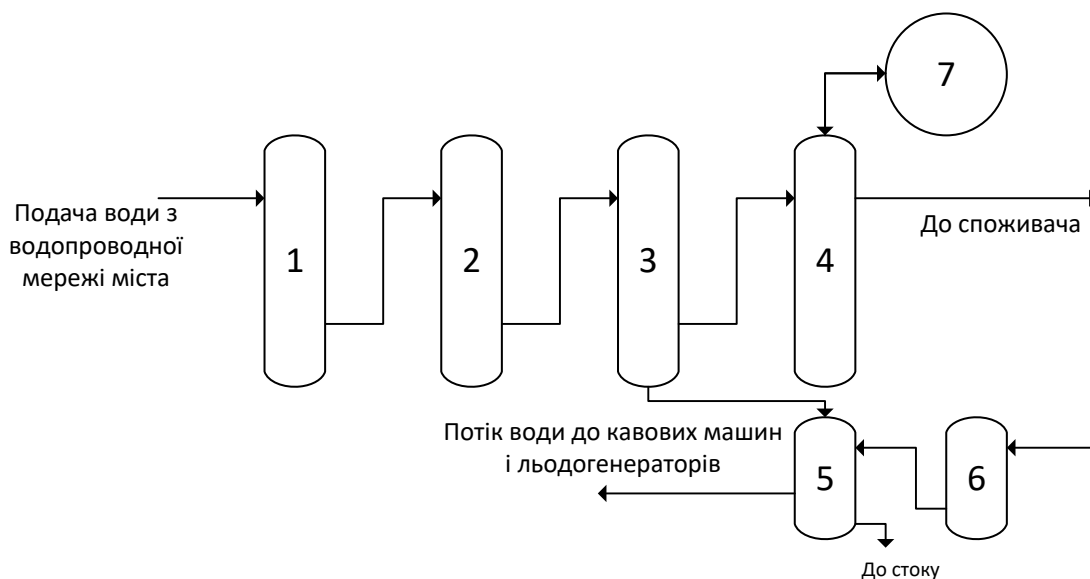 7
Подача води з
водопровідної
мережі міста
1
2
3
4
До споживача
Потік води до кавових машин
і льодогенераторів
5
6
До стоку